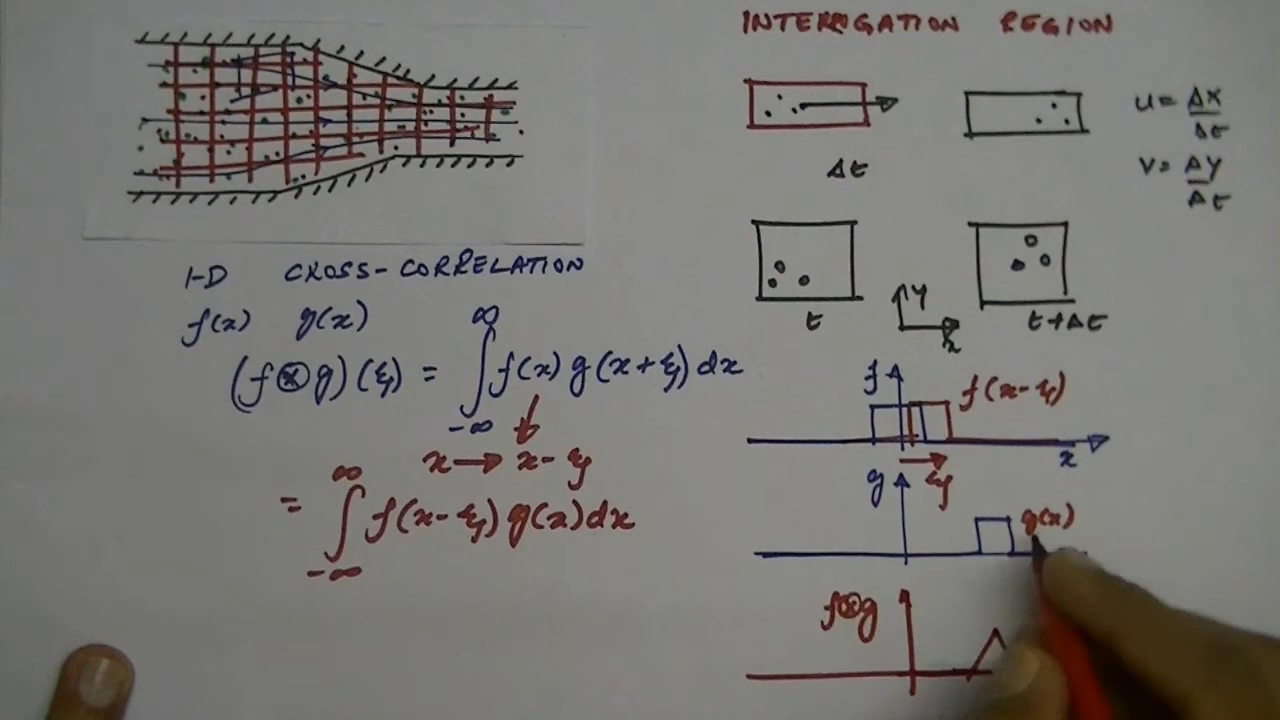 INTERROGATION REGION
u = Δx/Δt
Δt
v = Δy/Δt
1-D CROSS-CORRELATION
f(x) g(x)
t
y
x
t+Δt
(f⊗g)(ξ) = ∫_{-∞}^{∞} f(x) g(x+ξ) dx
x → x-ξ
= ∫_{-∞}^{∞} f(x-ξ) g(x) dx
f
f(x-ξ)
x
g
ξ
g(x)
f⊗g